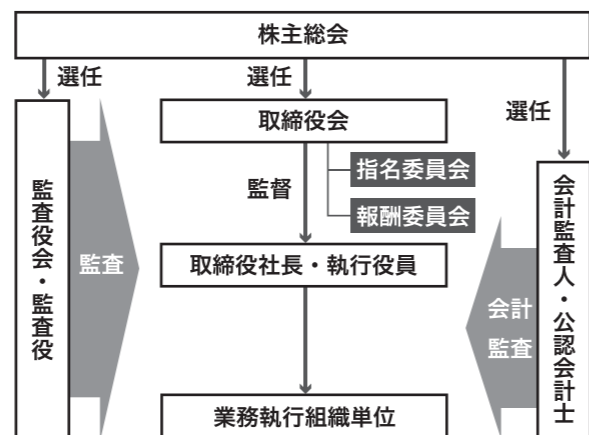 株主総会
選任
選任
選任
取締役会
指名委員会
監督
報酬委員会
監査役会・監査役
監査
取締役社長・執行役員
会計
監査
会計監査人・公認会計士
業務執行組織単位